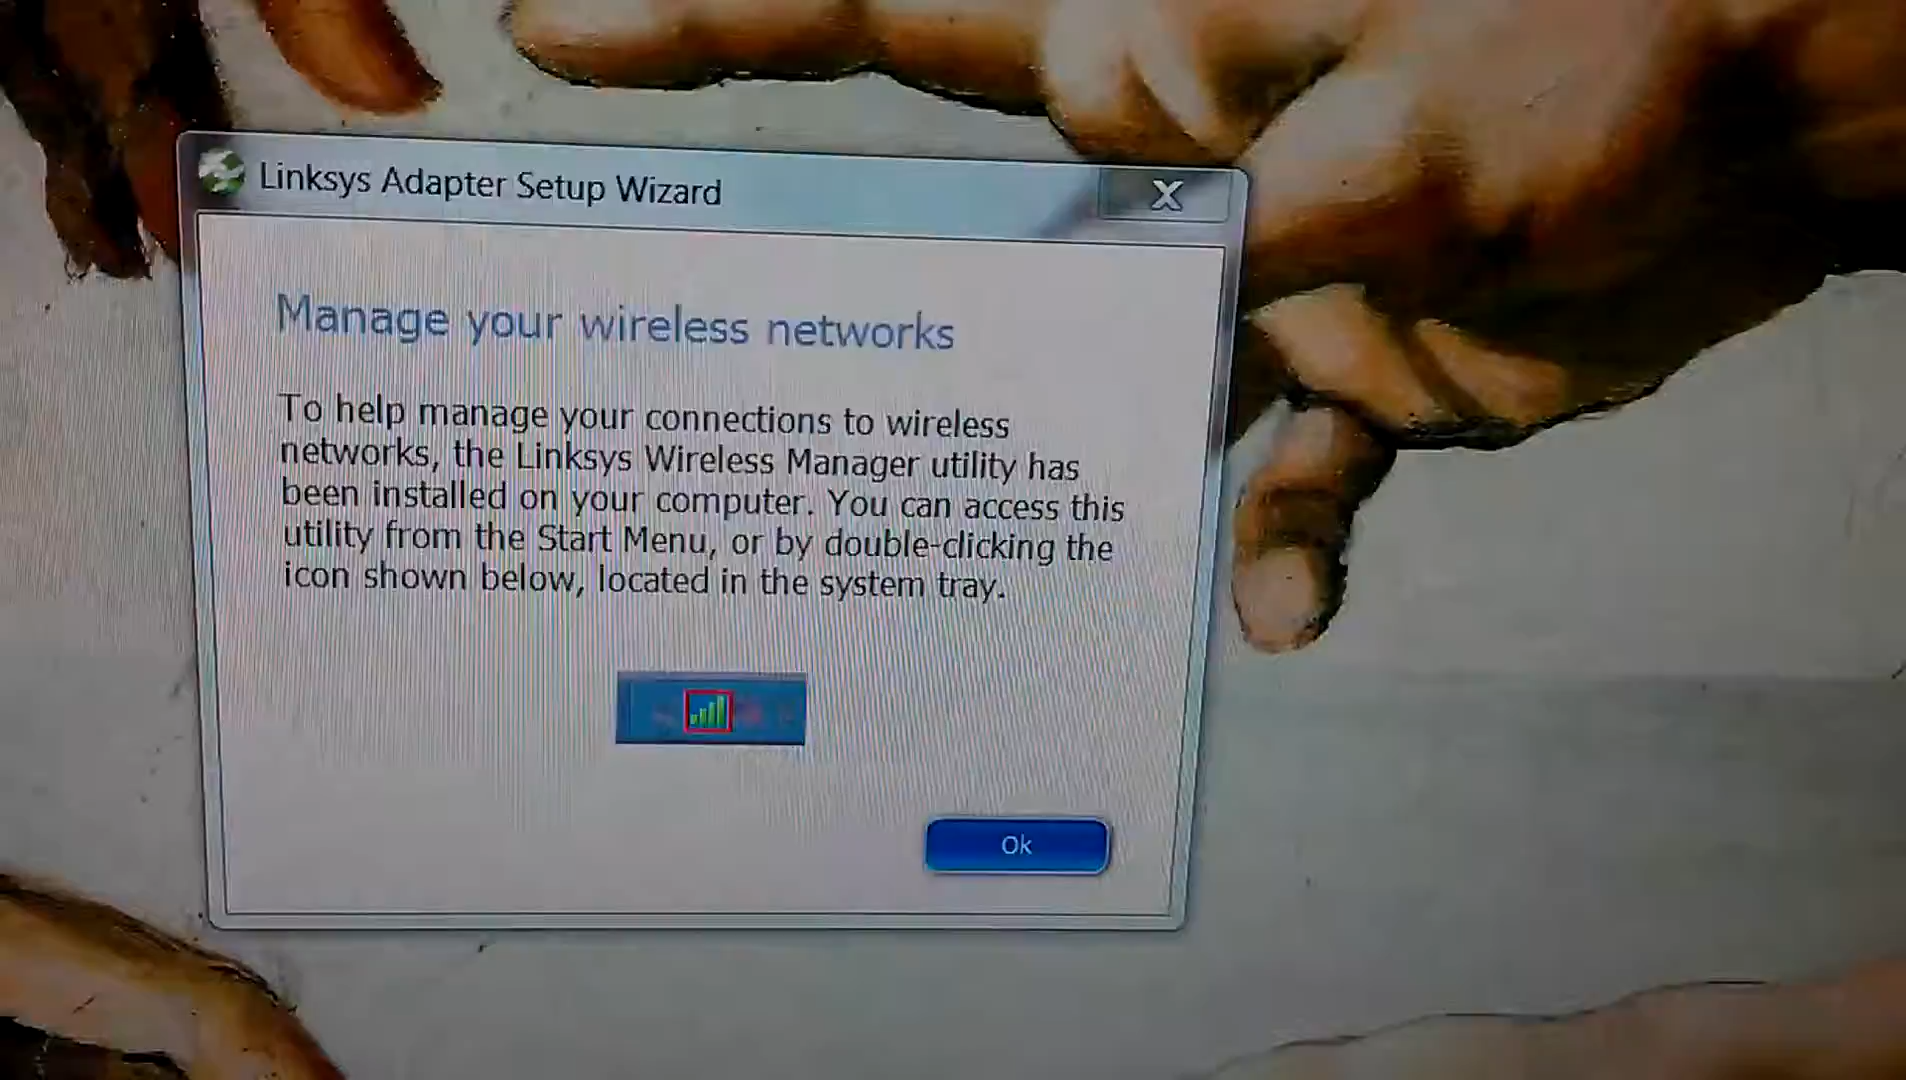 Linksys Adapter Setup Wizard
X
Manage your wireless networks
To help manage your connections to wireless
networks, the Linksys Wireless Manager utility has
been installed on your computer. You can access this
utility from the Start Menu, or by double-clicking the
icon shown below, located in the system tray.
Ok